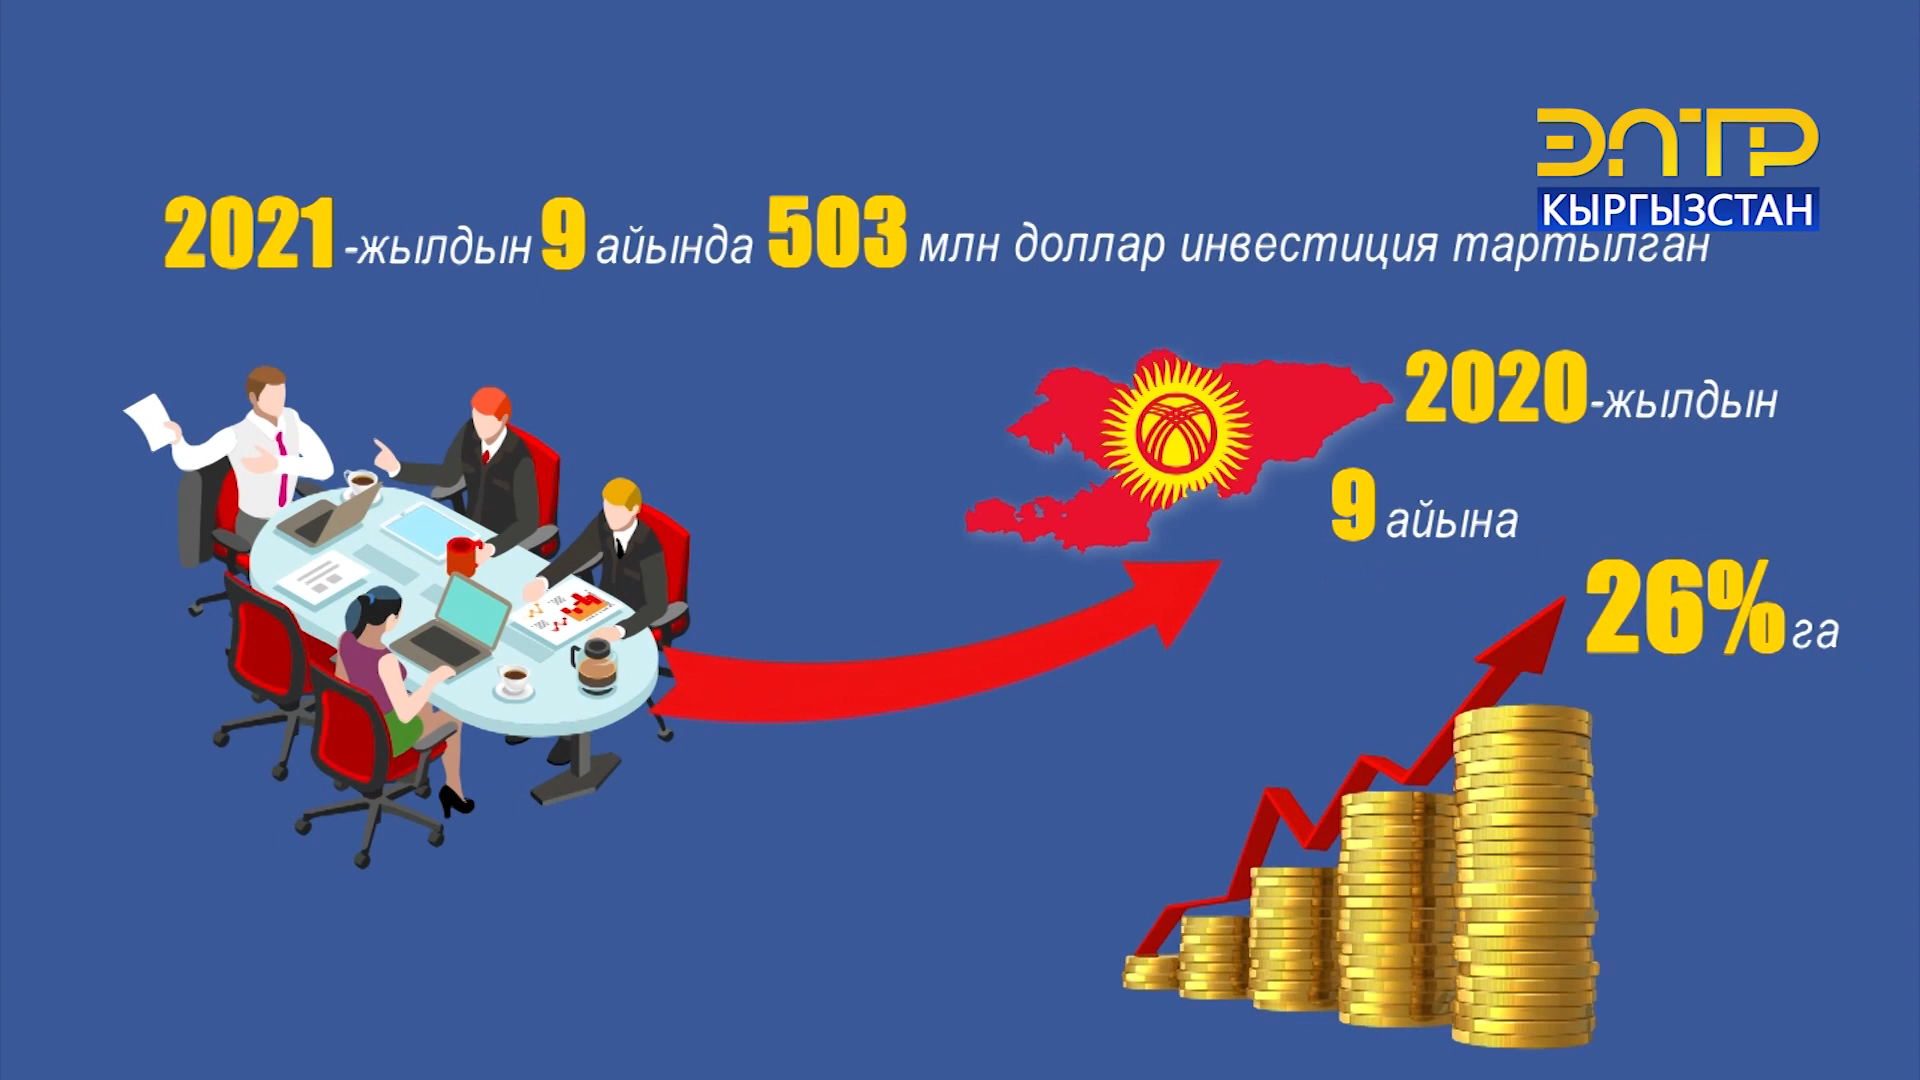 ЭЛТР
КЫРГЫЗСТАН
2021-жылдын 9 айында 503 млн доллар инвестиция тартылган
2020-жылдын
9 айына
26%га